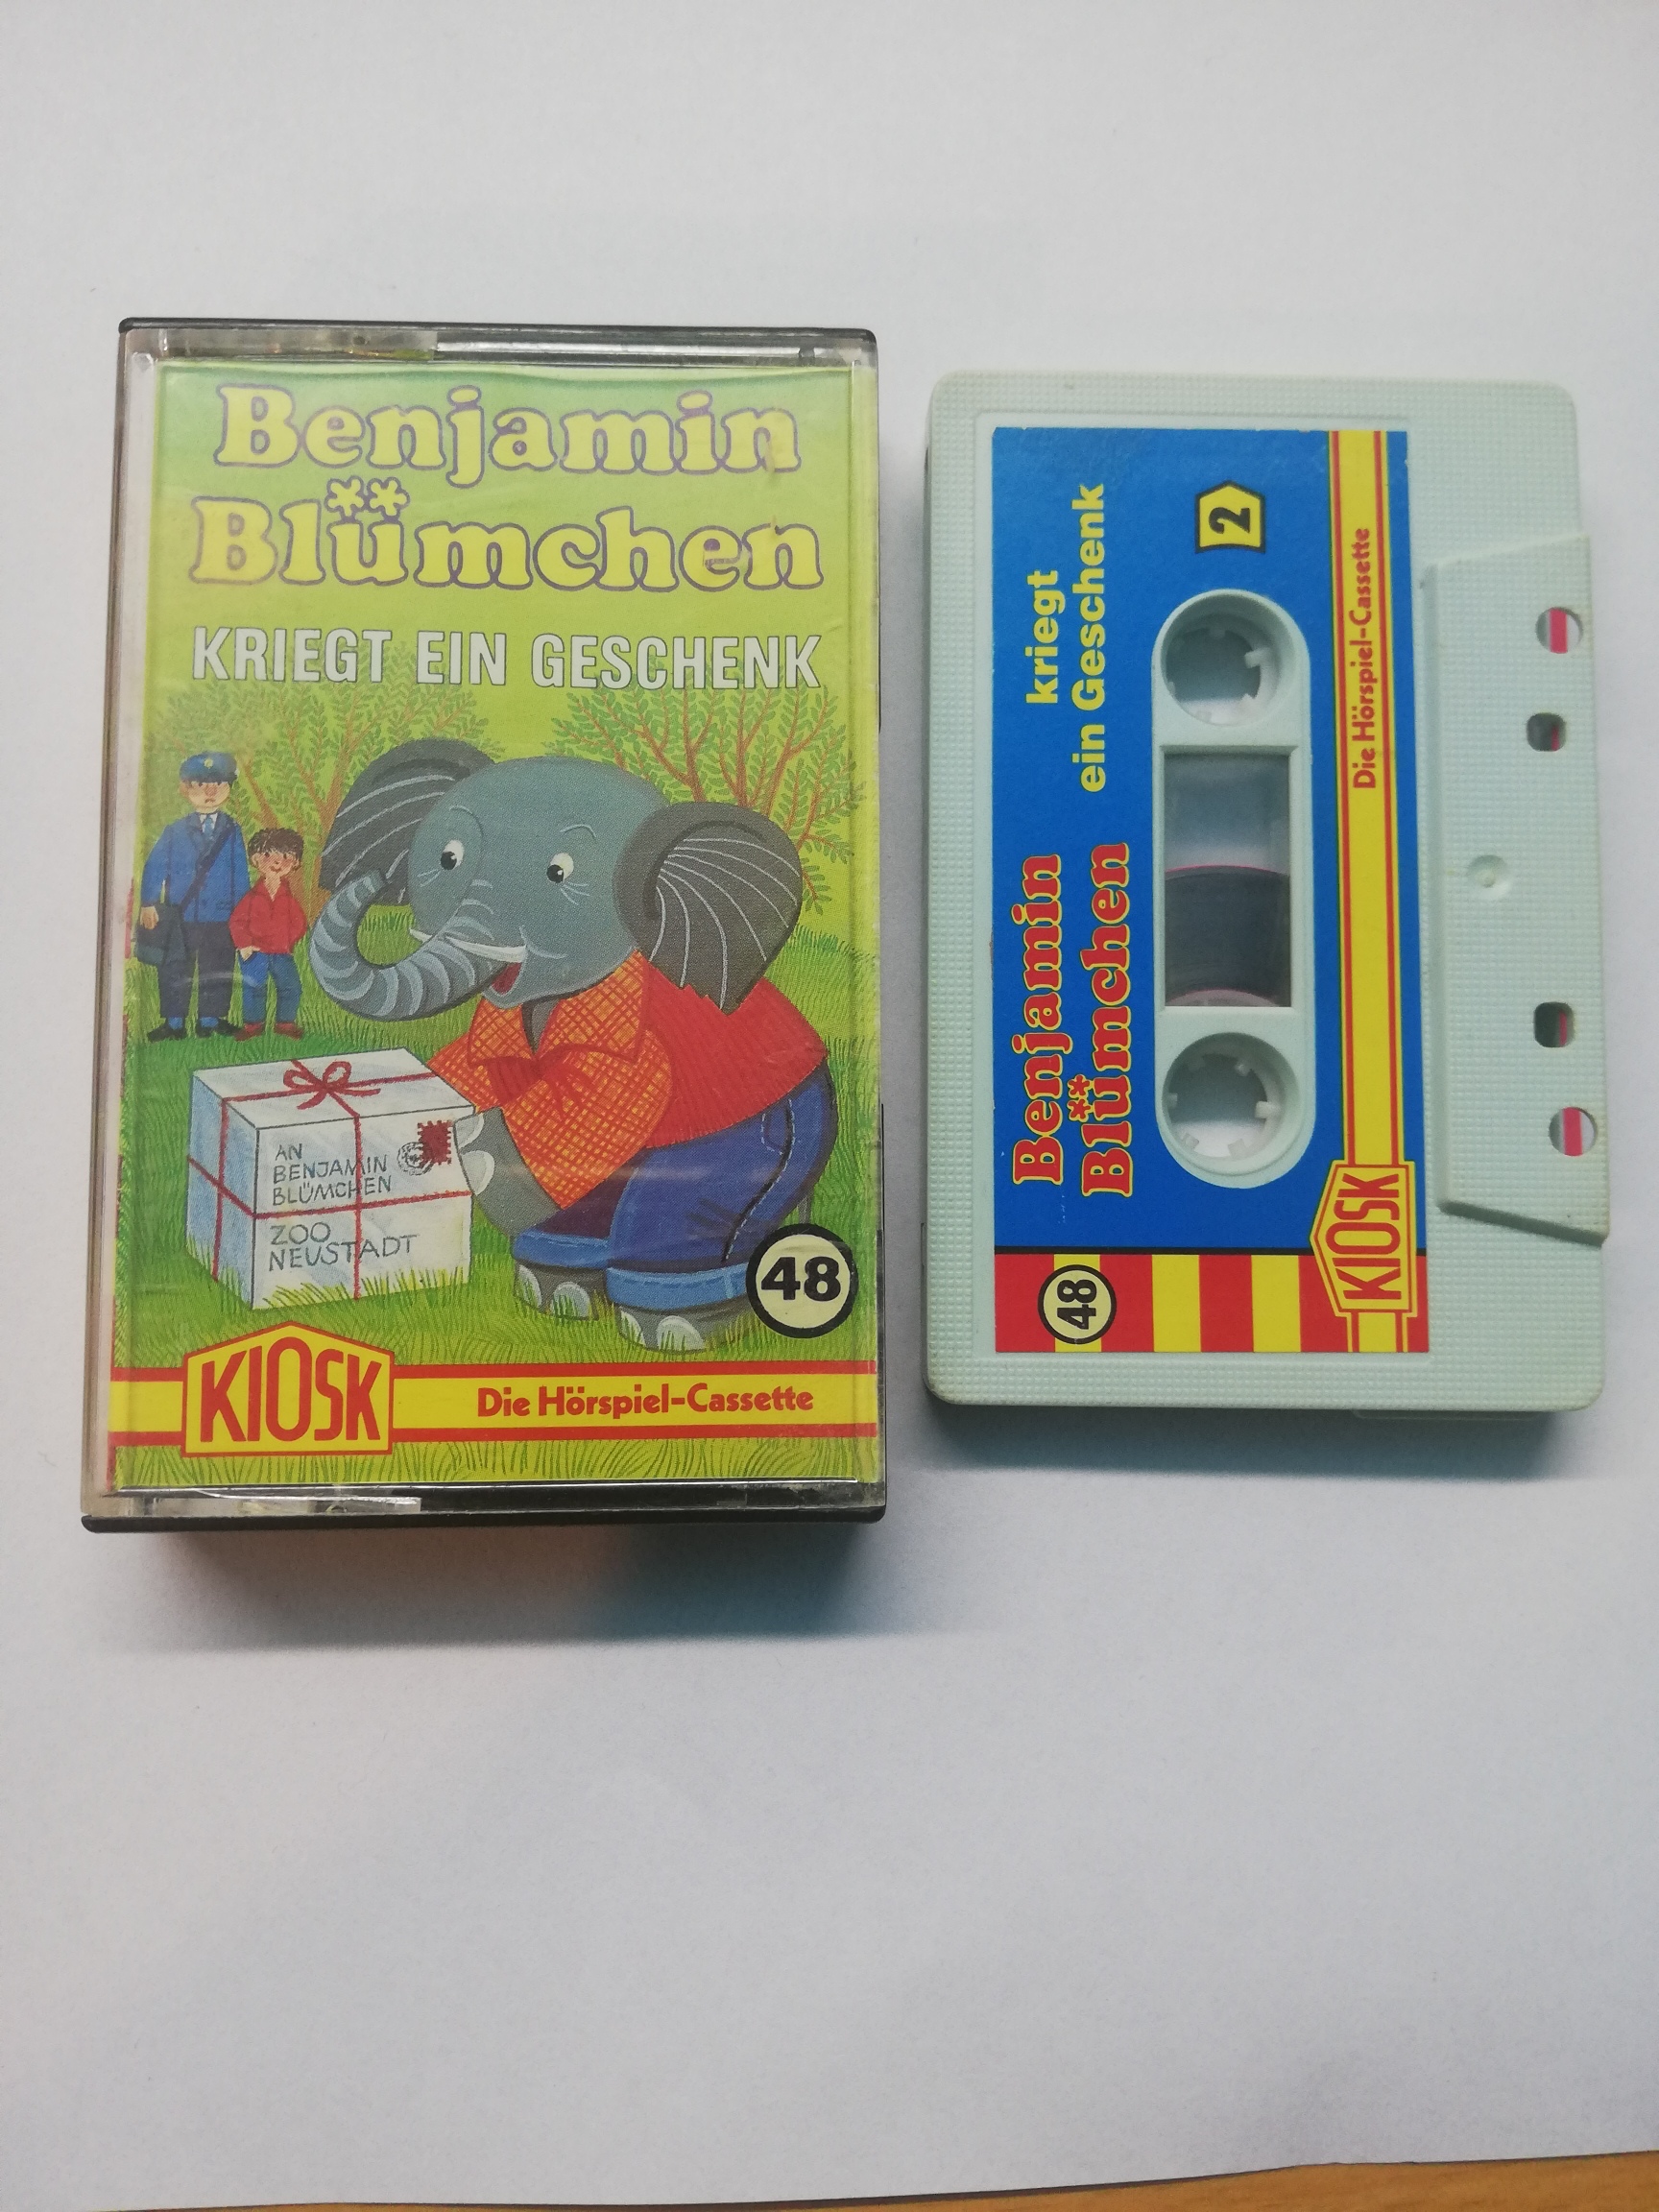 Benjamin
Blümchen
KRIEGT EIN GESCHENK
AN
BENJAMIN
BLÜMCHEN
ZOO
NEUSTADT
48
KIOSK
Die Hörspiel-Cassette
Benjamin
Blümchen
kriegt
ein Geschenk
2
48
KIOSK
Die Hörspiel-Cassette